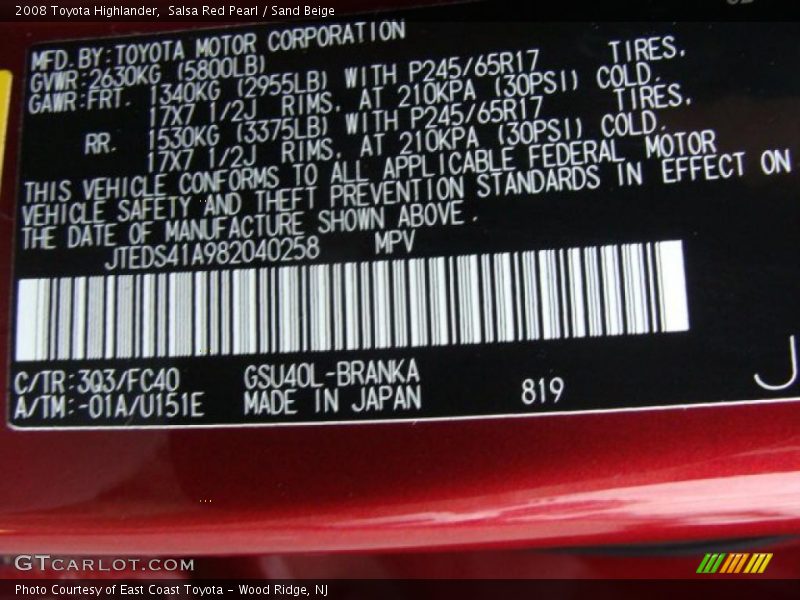 2008 Toyota Highlander,  Salsa Red Pearl / Sand Beige
MFD. BY: TOYOTA MOTOR CORPORATION
GVWR: 2630KG (5800LB)
GAWR: FRT. 1340KG (2955LB) WITH P245/65R17 TIRES,
17X7 1/2J RIMS, AT 210KPA (30PSI) COLD.
RR. 1530KG (3375LB) WITH P245/65R17 TIRES,
17X7 1/2J RIMS, AT 210KPA (30PSI) COLD.
THIS VEHICLE CONFORMS TO ALL APPLICABLE FEDERAL MOTOR
VEHICLE SAFETY AND THEFT PREVENTION STANDARDS IN EFFECT ON
THE DATE OF MANUFACTURE SHOWN ABOVE.
JTEDS41A982040258 MPV
C/TR: 3Q3/FC40 GSU40L-BRANKA
A/TM: -01A/U151E MADE IN JAPAN 819
J
GTCARLOT.COM
Photo Courtesy of East Coast Toyota - Wood Ridge, NJ